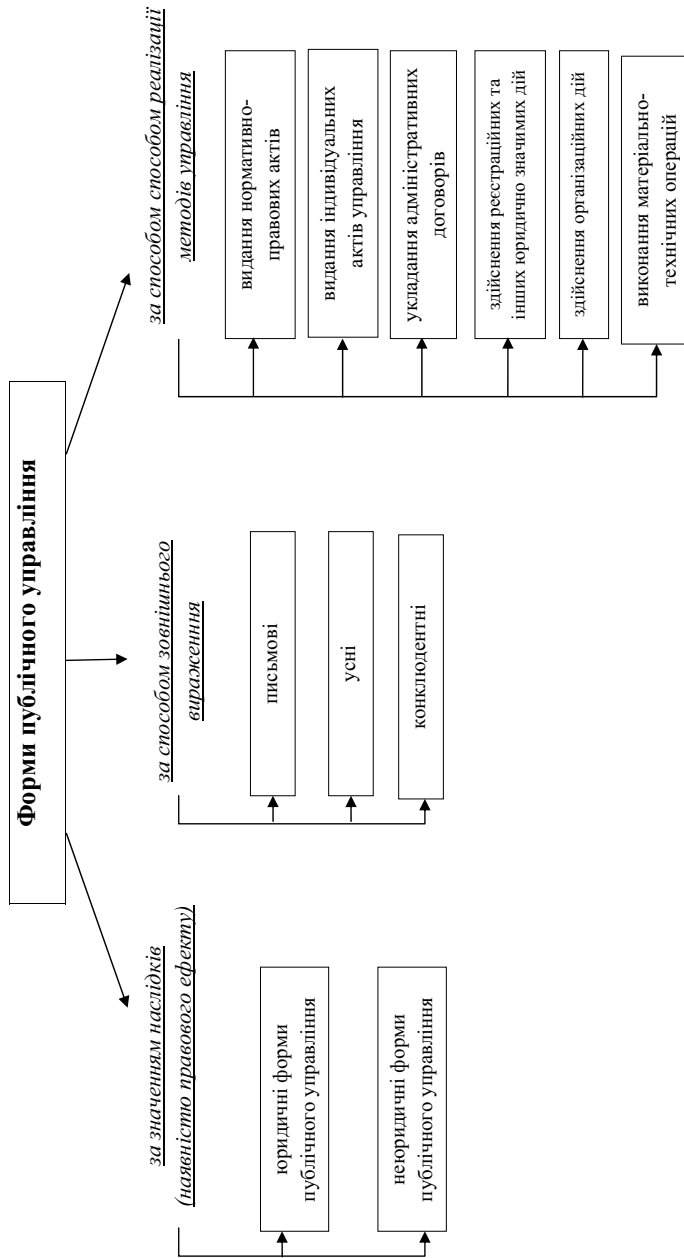 Форми публічного управління
за значенням наслідків
(наявністю правового ефекту)
юридичні форми
публічного управління
неюридичні форми
публічного управління
за способом зовнішнього
вираженння
письмові
усні
конклюдентні
за способом способом реалізації
методів управління
видання нормативно-
правових актів
видання індивідуальних
актів управління
укладання адміністративних
договорів
здійснення реєстраційних та
інших юридично значимих дій
здійснення організаційних дій
виконання матеріально-
технічних операцій